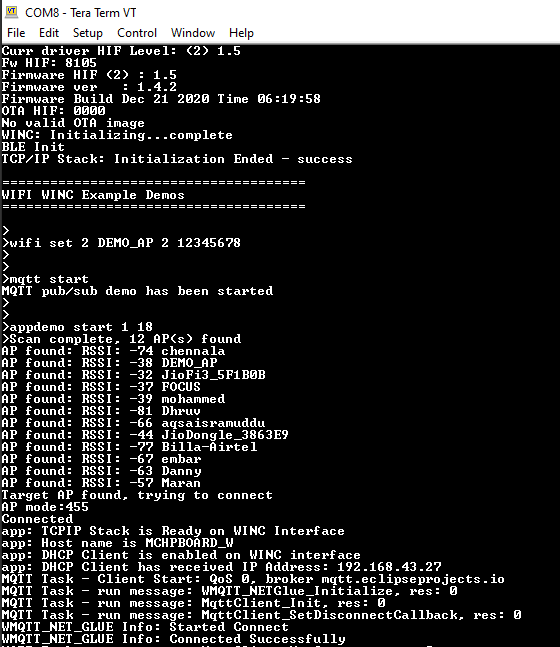 COM8 - Tera Term VT
File Edit Setup Control Window Help
Curr driver HIF Level: (2) 1.5
Fw HIF: 8105
Firmware HIF (2) : 1.5
Firmware ver   : 1.4.2
Firmware Build Dec 21 2020 Time 06:19:58
OTA HIF: 0000
No valid OTA image
WINC: Initializing...complete
BLE Init
TCP/IP Stack: Initialization Ended - success
======================================
WIFI WINC Example Demos
======================================
>
>wifi set 2 DEMO_AP 2 12345678
>
>
>mqtt start
MQTT pub/sub demo has been started
>
>
>appdemo start 1 18
>Scan complete, 12 AP(s) found
AP found: RSSI: -74 chennala
AP found: RSSI: -38 DEMO_AP
AP found: RSSI: -32 JioFi3_5F1B0B
AP found: RSSI: -37 FOCUS
AP found: RSSI: -39 mohammed
AP found: RSSI: -81 Dhruv
AP found: RSSI: -66 aqsaisramuddu
AP found: RSSI: -44 JioDongle_3863E9
AP found: RSSI: -77 Billa-Airtel
AP found: RSSI: -67 embar
AP found: RSSI: -63 Danny
AP found: RSSI: -57 Maran
Target AP found, trying to connect
AP mode:455
Connected
app: TCPIP Stack is Ready on WINC Interface
app: Host name is MCHPBOARD_W
app: DHCP Client is enabled on WINC interface
app: DHCP Client has received IP Address: 192.168.43.27
MQTT Task - Client Start: QoS 0, broker mqtt.eclipseprojects.io
MQTT Task - run message: WMQTT_NETGlue_Initialize, res: 0
MQTT Task - run message: MqttClient_Init, res: 0
MQTT Task - run message: MqttClient_SetDisconnectCallback, res: 0
WMQTT_NET_GLUE Info: Started Connect
WMQTT_NET_GLUE Info: Connected Successfully